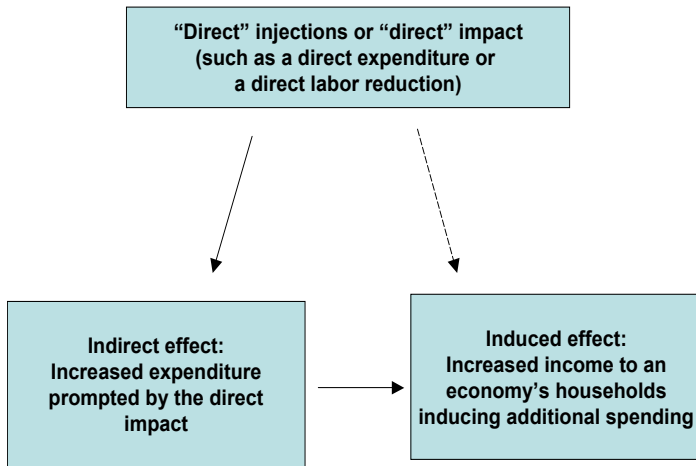 “Direct” injections or “direct” impact
(such as a direct expenditure or
a direct labor reduction)
Indirect effect:
Increased expenditure
prompted by the direct
impact
Induced effect:
Increased income to an
economy’s households
inducing additional spending